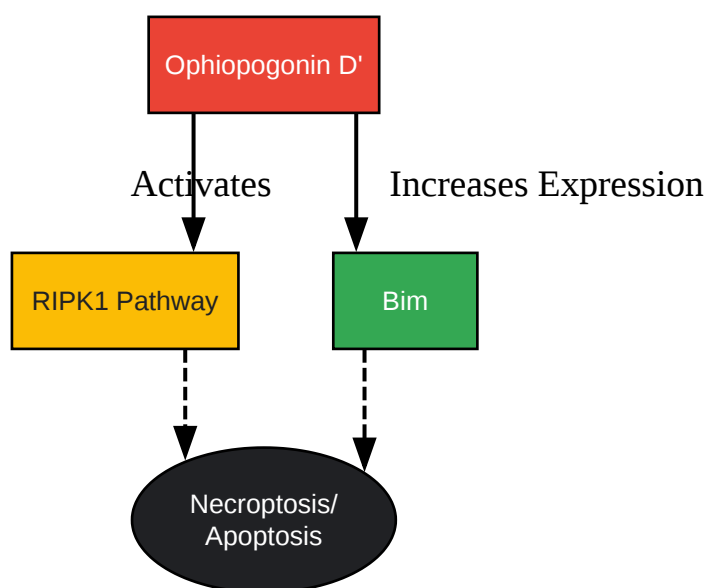 Ophiopogonin D'
Activates
Increases Expression
RIPK1 Pathway
Bim
Necroptosis/
Apoptosis